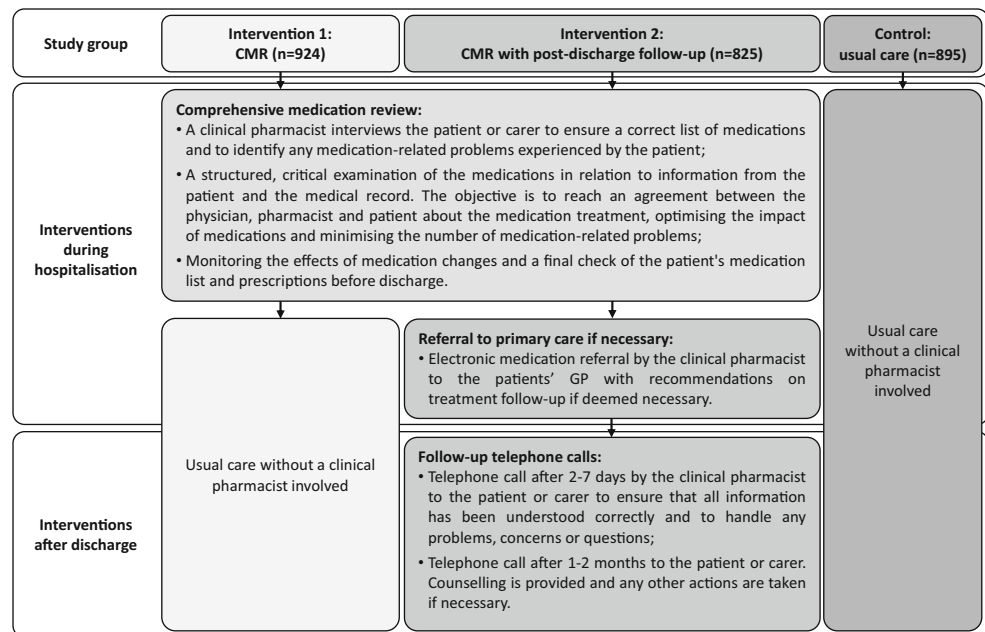 Study group
Intervention 1:
CMR (n=924)
Intervention 2:
CMR with post-discharge follow-up (n=825)
Control:
usual care (n=895)
Interventions
during
hospitalisation
Comprehensive medication review:
• A clinical pharmacist interviews the patient or carer to ensure a correct list of medications
and to identify any medication-related problems experienced by the patient;
• A structured, critical examination of the medications in relation to information from the
patient and the medical record. The objective is to reach an agreement between the
physician, pharmacist and patient about the medication treatment, optimising the impact
of medications and minimising the number of medication-related problems;
• Monitoring the effects of medication changes and a final check of the patient's medication
list and prescriptions before discharge.
Usual care
without a clinical
pharmacist
involved
Referral to primary care if necessary:
• Electronic medication referral by the clinical pharmacist
to the patients’ GP with recommendations on
treatment follow-up if deemed necessary.
Usual care without a clinical
pharmacist involved
Interventions
after discharge
Follow-up telephone calls:
• Telephone call after 2-7 days by the clinical pharmacist
to the patient or carer to ensure that all information
has been understood correctly and to handle any
problems, concerns or questions;
• Telephone call after 1-2 months to the patient or carer.
Counselling is provided and any other actions are taken
if necessary.